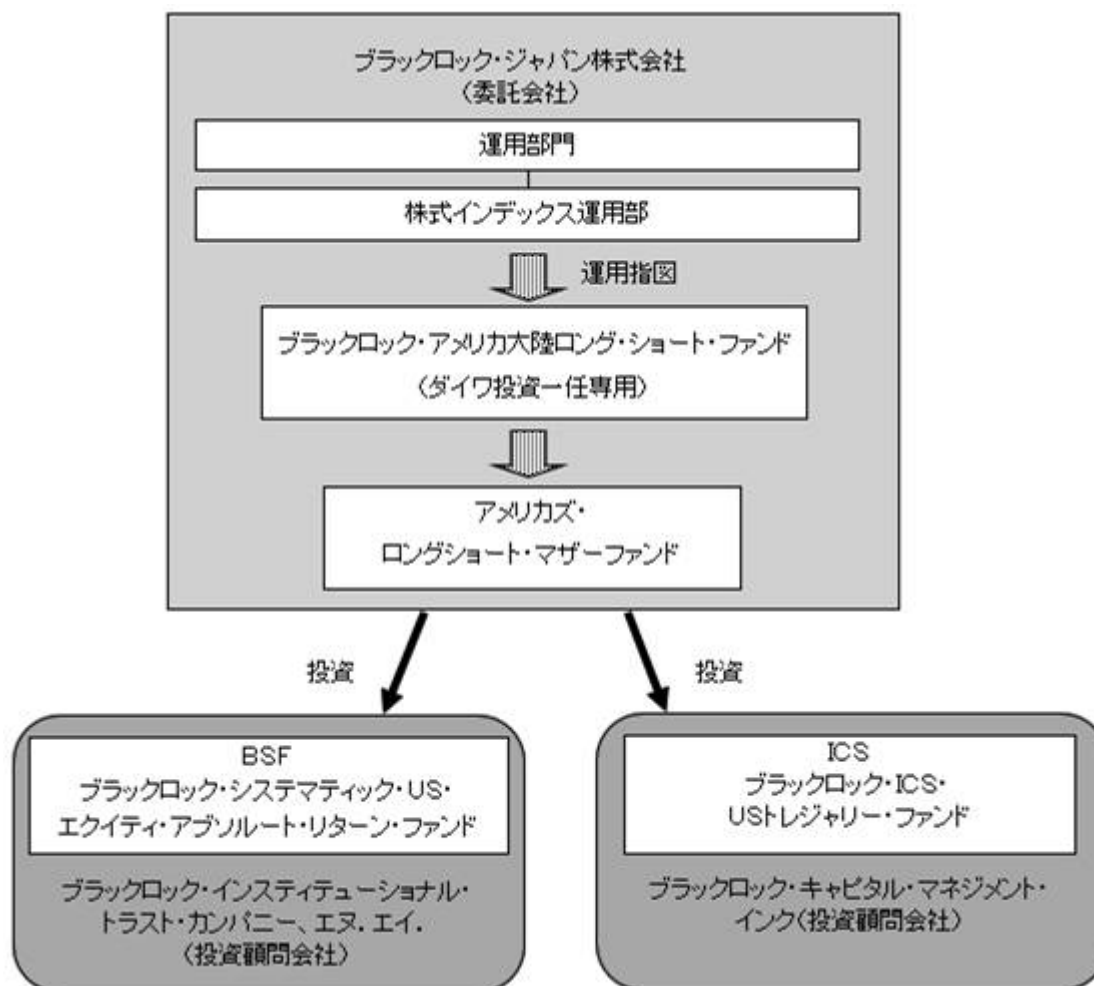 ブラックロック・ジャパン株式会社
(委託会社)
運用部門
株式インデックス運用部
運用指図
ブラックロック・アメリカ大陸ロング・ショート・ファンド
(ダイワ投資一任専用)
アメリカズ・
ロングショート・マザーファンド
投資
投資
BSF
ブラックロック・システマティック・US・
エクイティ・アブソルート・リターン・ファンド
ブラックロック・インスティテューショナル・
トラスト・カンパニー、エヌ．エイ．
(投資顧問会社)
ICS
ブラックロック・ICS・
USトレジャリー・ファンド
ブラックロック・キャピタル・マネジメント・
インク(投資顧問会社)